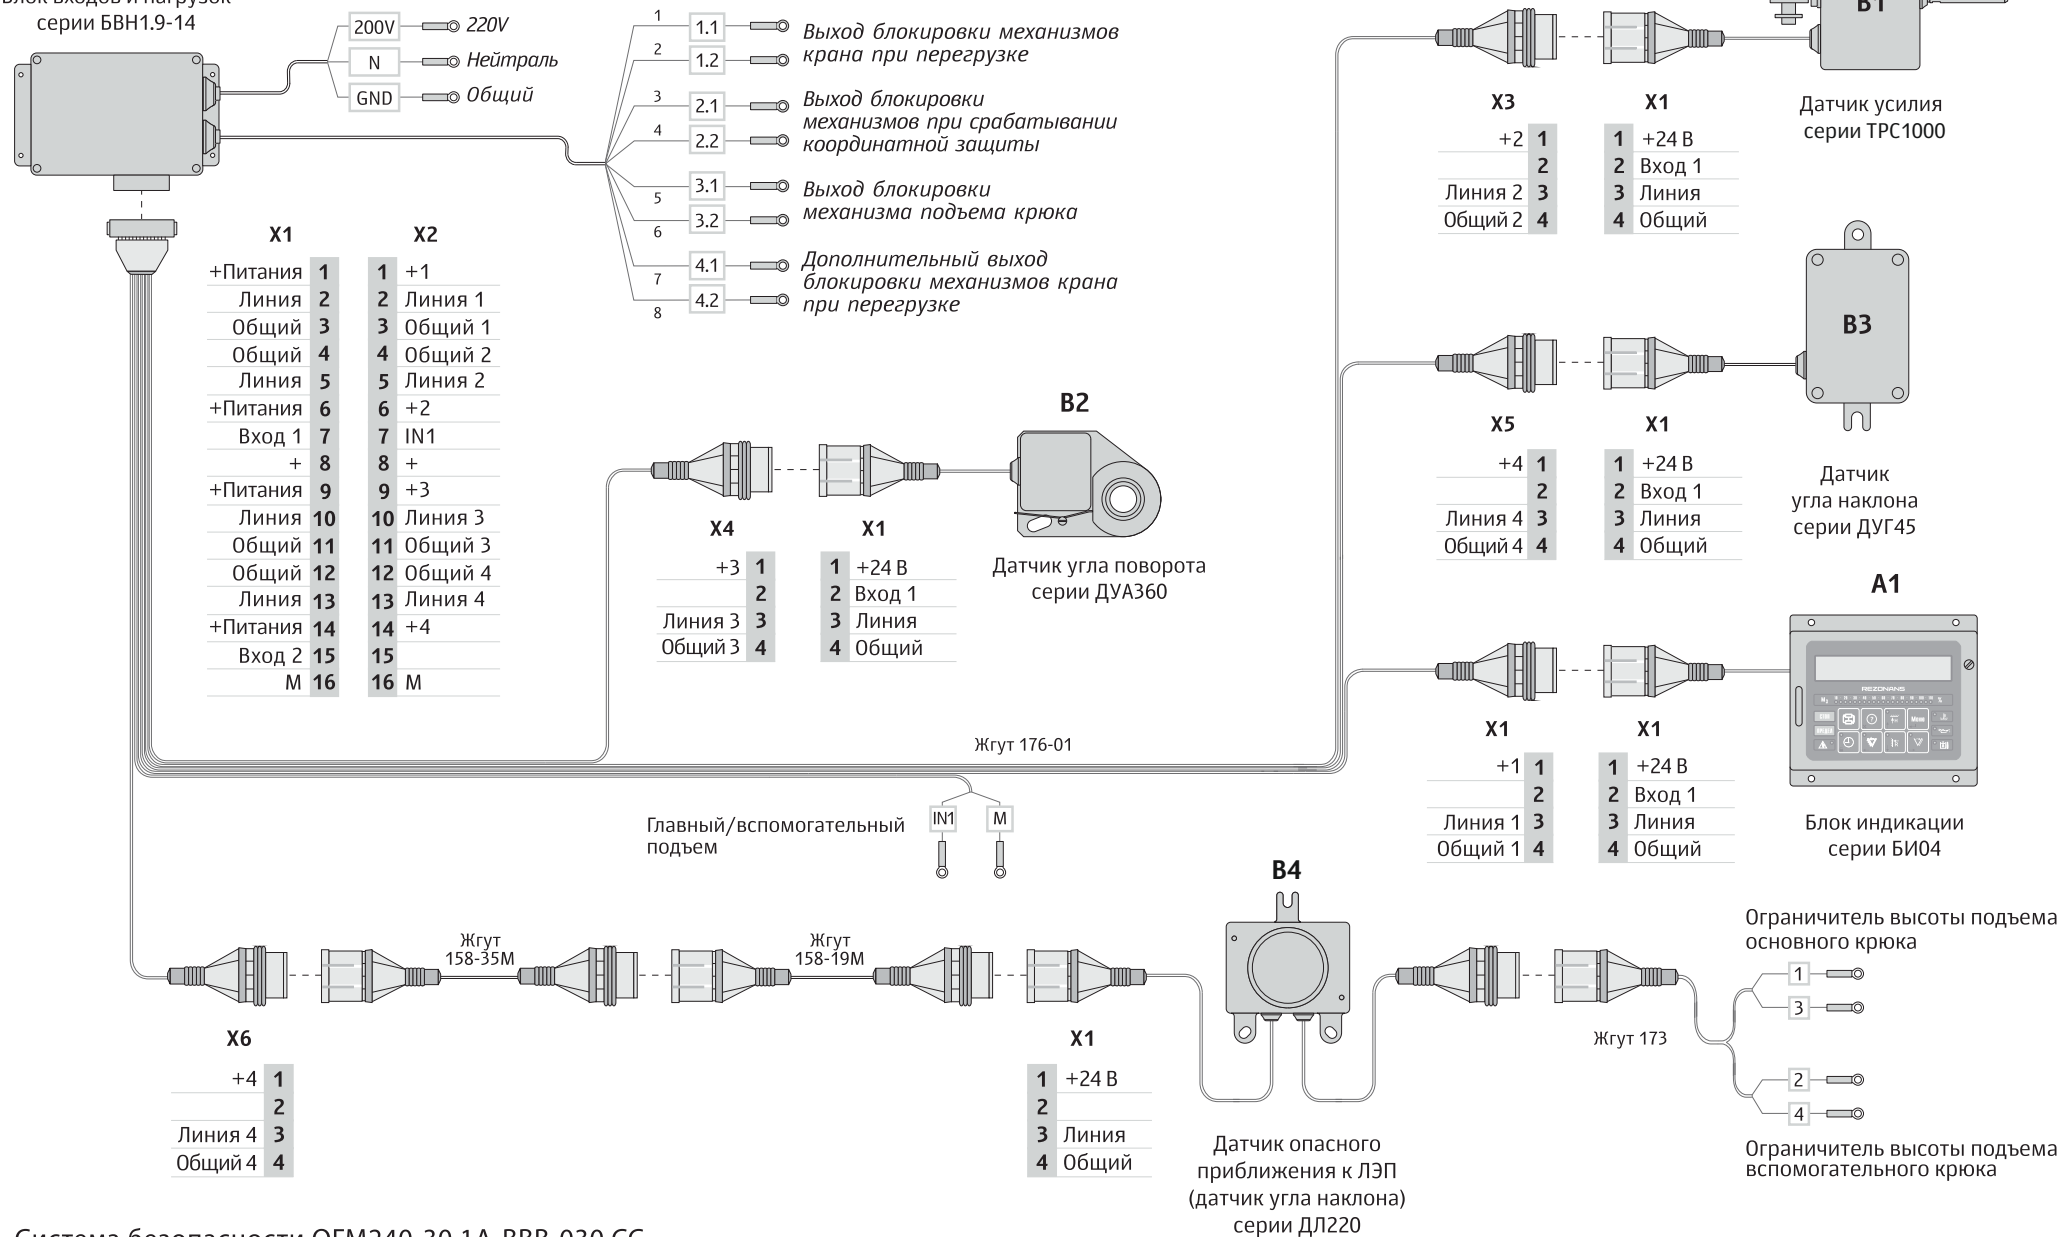 серии БВН1.9-14
200V 220V
N Нейтраль
GND Общий
1 1.1
2 1.2
Выход блокировки механизмов
крана при перегрузке
3 2.1
4 2.2
Выход блокировки
механизмов при срабатывании
координатной защиты
3.1
5
3.2
6
Выход блокировки
механизма подъема крюка
4.1
7
4.2
8
Дополнительный выход
блокировки механизмов крана
при перегрузке
X1 X2
+Питания 1 1 +1
Линия 2 2 Линия 1
Общий 3 3 Общий 1
Общий 4 4 Общий 2
Линия 5 5 Линия 2
+Питания 6 6 +2
Вход 1 7 7 IN1
+ 8 8 +
+Питания 9 9 +3
Линия 10 10 Линия 3
Общий 11 11 Общий 3
Общий 12 12 Общий 4
Линия 13 13 Линия 4
+Питания 14 14 +4
Вход 2 15 15
М 16 16 М
B1
X3 X1
+2 1 1 +24 В
2 2 Вход 1
Линия 2 3 3 Линия
Общий 2 4 4 Общий
Датчик усилия
серии ТРС1000
B2
X4 X1
+3 1 1 +24 В
2 2 Вход 1
Линия 3 3 3 Линия
Общий 3 4 4 Общий
Датчик угла поворота
серии ДУА360
B3
X5 X1
+4 1 1 +24 В
2 2 Вход 1
Линия 4 3 3 Линия
Общий 4 4 4 Общий
Датчик
угла наклона
серии ДУГ45
A1
REZONANS
X1 X1
+1 1 1 +24 В
2 2 Вход 1
Линия 1 3 3 Линия
Общий 1 4 4 Общий
Блок индикации
серии БИ04
Жгут 176-01
Главный/вспомогательный
подъем
IN1 М
B4
Жгут
158-35М
Жгут
158-19М
X6 X1
+4 1 1 +24 В
2 2
Линия 4 3 3 Линия
Общий 4 4 4 Общий
Датчик опасного
приближения к ЛЭП
(датчик угла наклона)
серии ДЛ220
Жгут 173
Ограничитель высоты подъема
основного крюка
1
3
2
4
Ограничитель высоты подъема
вспомогательного крюка